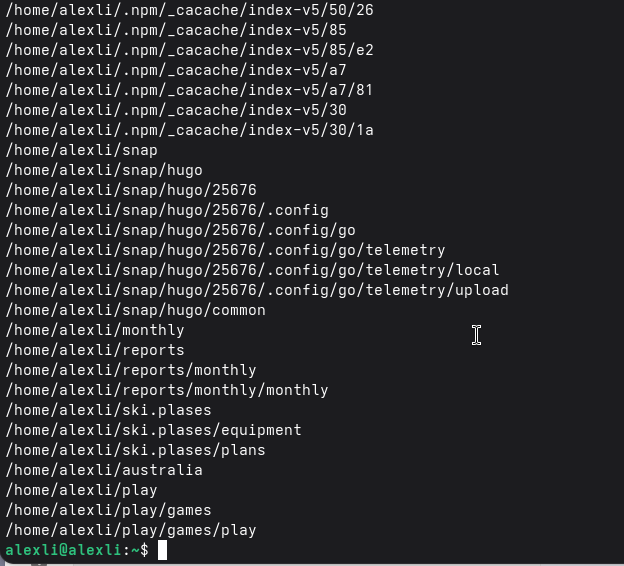 /home/alexli/.npm/_cacache/index-v5/50/26
/home/alexli/.npm/_cacache/index-v5/85
/home/alexli/.npm/_cacache/index-v5/85/e2
/home/alexli/.npm/_cacache/index-v5/a7
/home/alexli/.npm/_cacache/index-v5/a7/81
/home/alexli/.npm/_cacache/index-v5/30
/home/alexli/.npm/_cacache/index-v5/30/1a
/home/alexli/snap
/home/alexli/snap/hugo
/home/alexli/snap/hugo/25676
/home/alexli/snap/hugo/25676/.config
/home/alexli/snap/hugo/25676/.config/go
/home/alexli/snap/hugo/25676/.config/go/telemetry
/home/alexli/snap/hugo/25676/.config/go/telemetry/local
/home/alexli/snap/hugo/25676/.config/go/telemetry/upload
/home/alexli/snap/hugo/common
/home/alexli/monthly
/home/alexli/reports
/home/alexli/reports/monthly
/home/alexli/reports/monthly/monthly
/home/alexli/ski.plases
/home/alexli/ski.plases/equipment
/home/alexli/ski.plases/plans
/home/alexli/australia
/home/alexli/play
/home/alexli/play/games
/home/alexli/play/games/play
alexli@alexli:~$